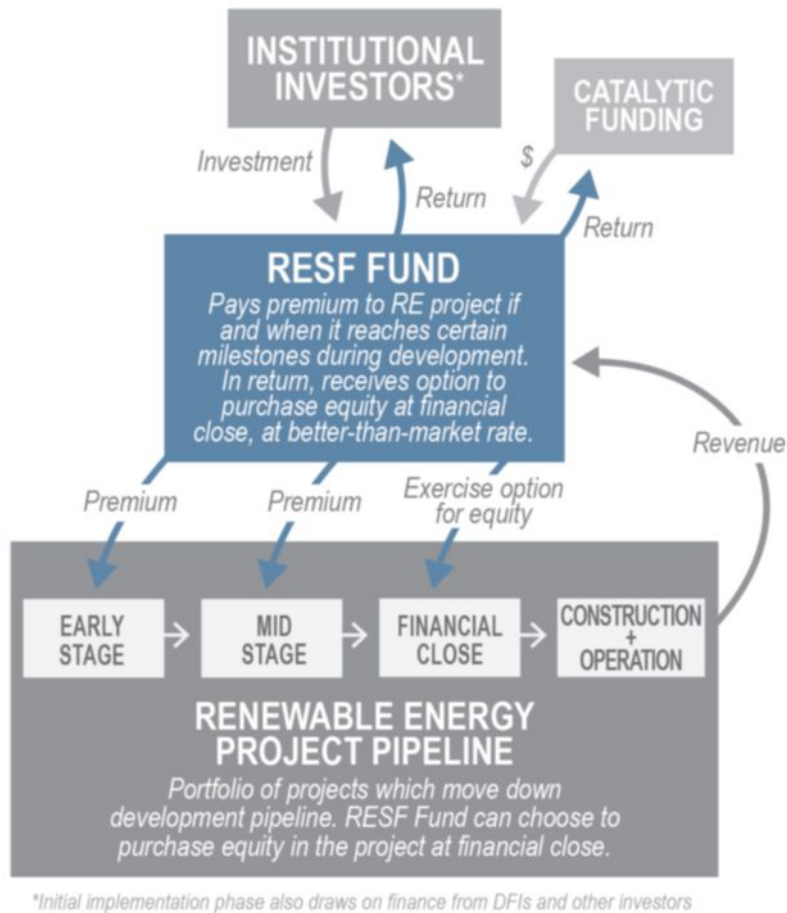 INSTITUTIONAL
INVESTORS*
CATALYTIC
FUNDING
Investment
Return
$
Return
RESF FUND
Pays premium to RE project if
and when it reaches certain
milestones during development.
In return, receives option to
purchase equity at financial
close, at better-than-market rate.
Revenue
Premium
Premium
Exercise option
for equity
EARLY
STAGE
MID
STAGE
FINANCIAL
CLOSE
CONSTRUCTION
+
OPERATION
RENEWABLE ENERGY
PROJECT PIPELINE
Portfolio of projects which move down
development pipeline. RESF Fund can choose to
purchase equity in the project at financial close.
*Initial implementation phase also draws on finance from DFIs and other investors